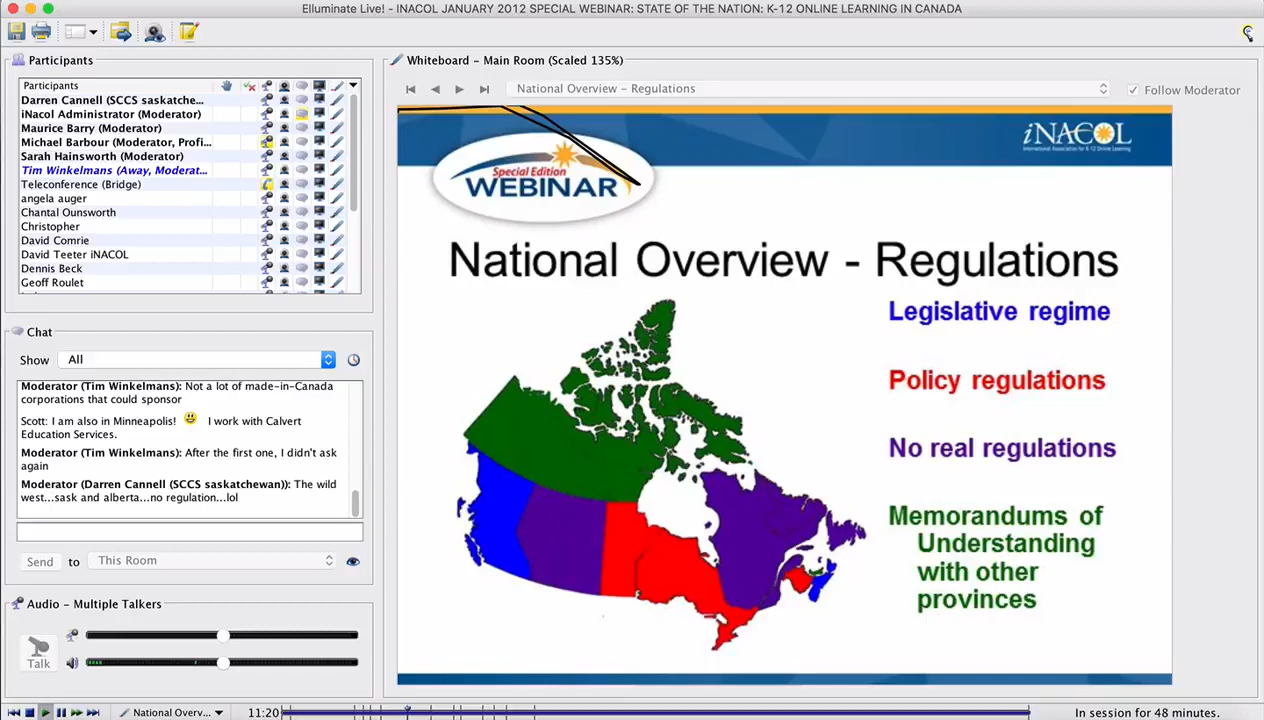 Elluminate Live! - INACOL JANUARY 2012 SPECIAL WEBINAR: STATE OF THE NATION: K-12 ONLINE LEARNING IN CANADA
Participants
Participants
Darren Cannell (SCCS saskatche...
iNacol Administrator (Moderator)
Maurice Barry (Moderator)
Michael Barbour (Moderator, Profi...
Sarah Hainsworth (Moderator)
Tim Winkelmans (Away, Moderat...
Teleconference (Bridge)
angela auger
Chantal Ounsworth
Christopher
David Comrie
David Teeter iNACOL
Dennis Beck
Geoff Roulet
Chat
Show All
Moderator (Tim Winkelmans): Not a lot of made-in-Canada
corporations that could sponsor
Scott: I am also in Minneapolis! I work with Calvert
Education Services.
Moderator (Tim Winkelmans): After the first one, I didn't ask
again
Moderator (Darren Cannell (SCCS saskatchewan)): The wild
west...sask and alberta...no regulation...lol
Send to This Room
Audio - Multiple Talkers
Talk
Whiteboard - Main Room (Scaled 135%)
National Overview - Regulations
Follow Moderator
Special Edition
WEBINAR
iNACOL
International Association for K-12 Online Learning
National Overview - Regulations
Legislative regime
Policy regulations
No real regulations
Memorandums of
Understanding
with other
provinces
National Overv...
11:20
In session for 48 minutes.